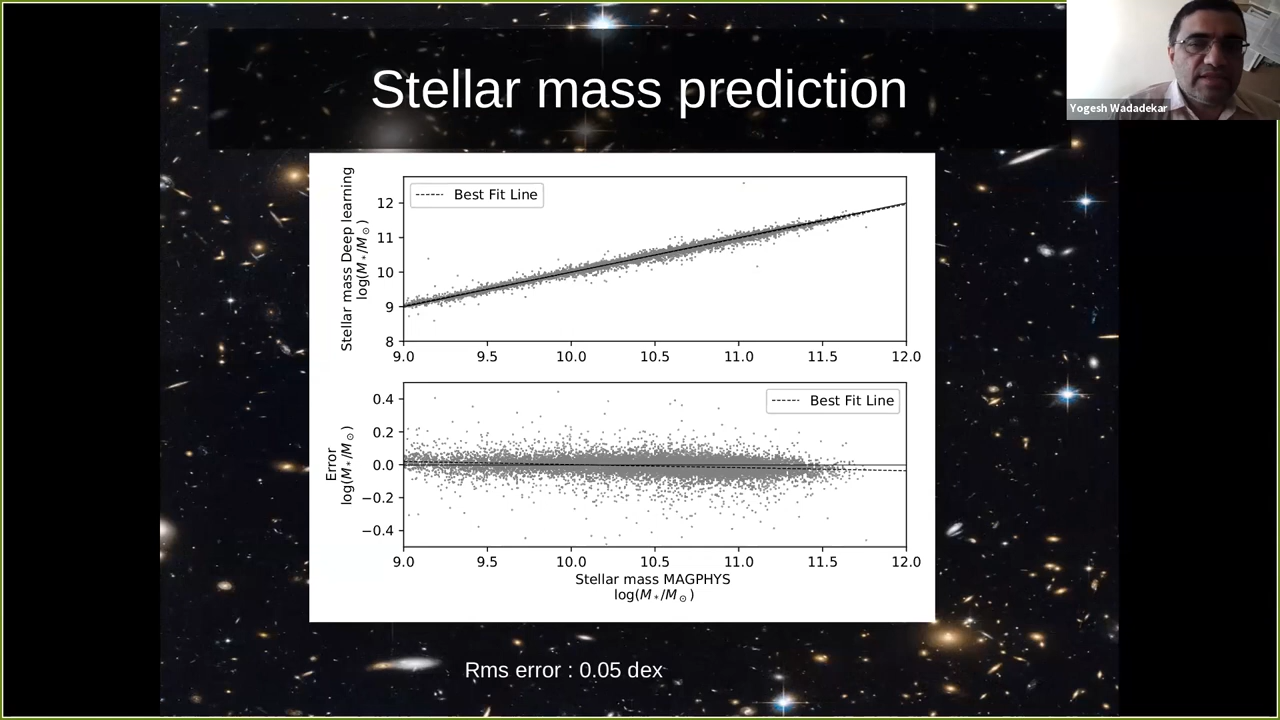 Stellar mass prediction
Yogesh Wadadekar
Stellar mass Deep learning
log(M*/M⊙)
12
11
10
9
8
Best Fit Line
9.0 9.5 10.0 10.5 11.0 11.5 12.0
Error
log(M*/M⊙)
0.4
0.2
0.0
−0.2
−0.4
Best Fit Line
9.0 9.5 10.0 10.5 11.0 11.5 12.0
Stellar mass MAGPHYS
log(M*/M⊙)
Rms error : 0.05 dex